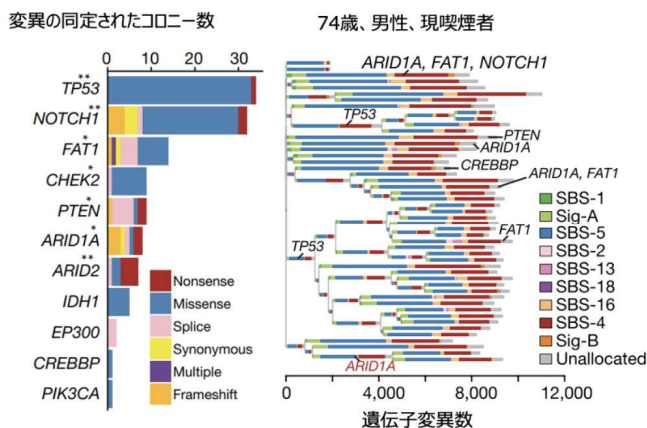 変異の同定されたコロニー数
0 10 20 30
TP53 **
NOTCH1 **
FAT1 *
CHEK2 *
PTEN *
ARID1A *
ARID2 **
IDH1
EP300
CREBBP
PIK3CA
Nonsense
Missense
Splice
Synonymous
Multiple
Frameshift
74歳、男性、現喫煙者
ARID1A, FAT1, NOTCH1
TP53
PTEN
ARID1A
CREBBP
ARID1A, FAT1
FAT1
TP53
ARID1A
SBS-1
Sig-A
SBS-5
SBS-2
SBS-13
SBS-18
SBS-16
SBS-4
Sig-B
Unallocated
0 4,000 8,000 12,000
遺伝子変異数